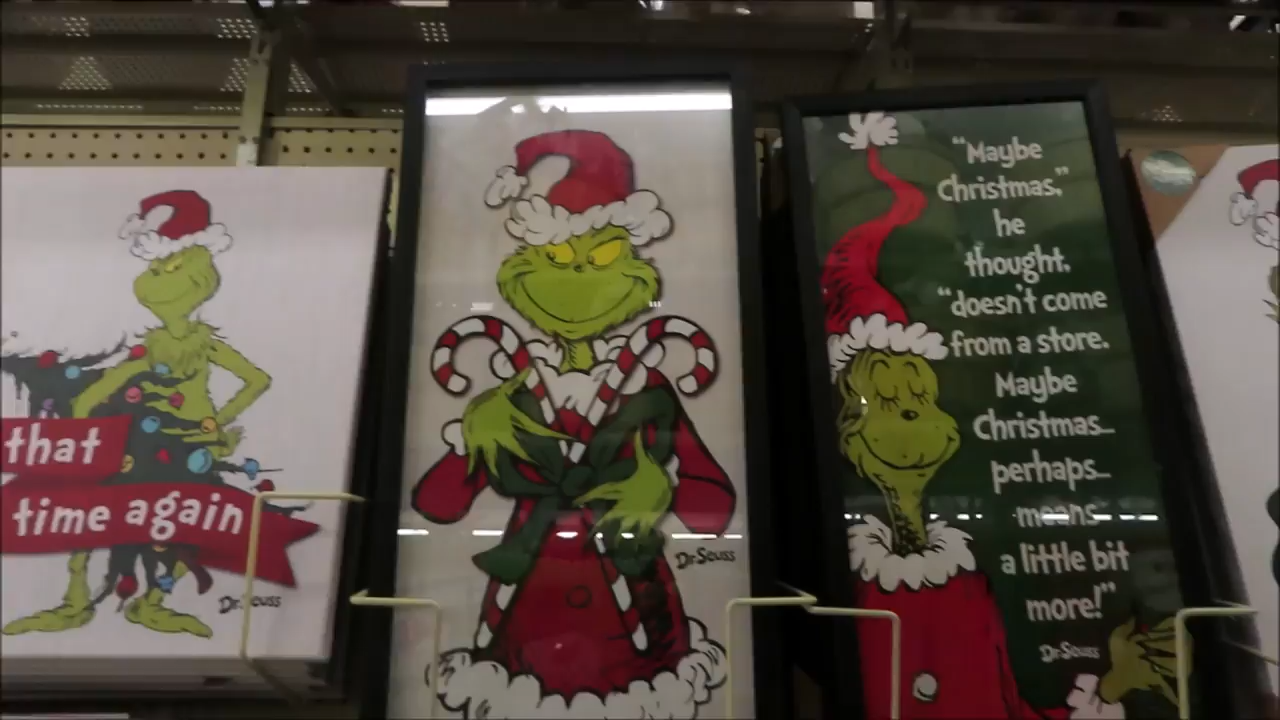 that
time again
Dr. Seuss
Dr. Seuss
"Maybe
Christmas,"
he
thought,
"doesn't come
from a store.
Maybe
Christmas...
perhaps...
means
a little bit
more!"
Dr. Seuss